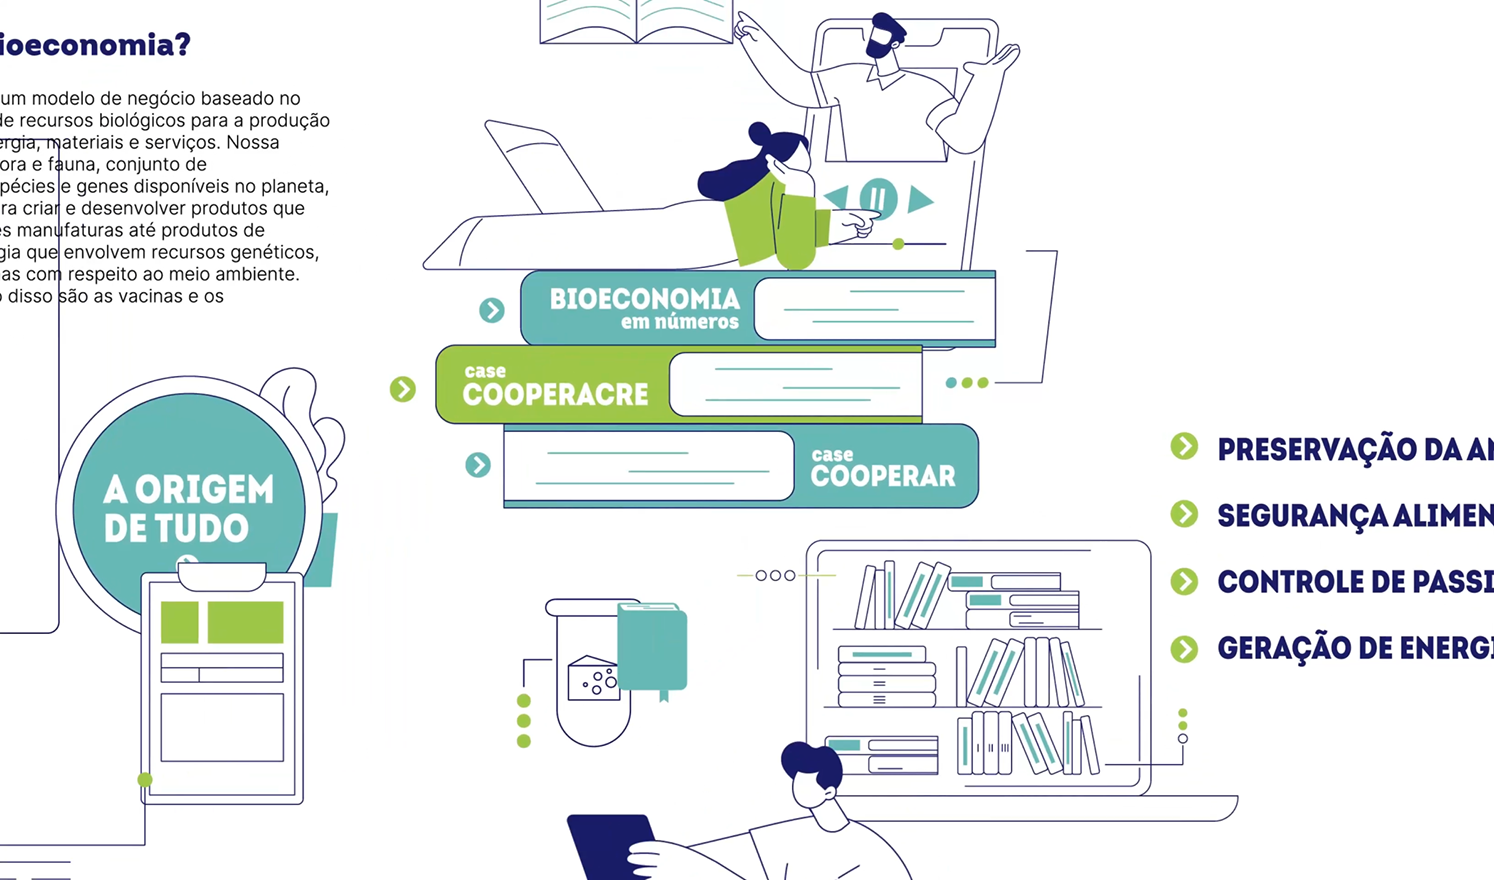 ioeconomia?
um modelo de negócio baseado no
de recursos biológicos para a produção
ergia, materiais e serviços. Nossa
ora e fauna, conjunto de
pécies e genes disponíveis no planeta,
ra criar e desenvolver produtos que
es manufaturas até produtos de
gia que envolvem recursos genéticos,
as com respeito ao meio ambiente.
o disso são as vacinas e os
BIOECONOMIA
em números
case
COOPERACRE
case
COOPERAR
A ORIGEM
DE TUDO
PRESERVAÇÃO DA AM
SEGURANÇA ALIMEN
CONTROLE DE PASSI
GERAÇÃO DE ENERGI